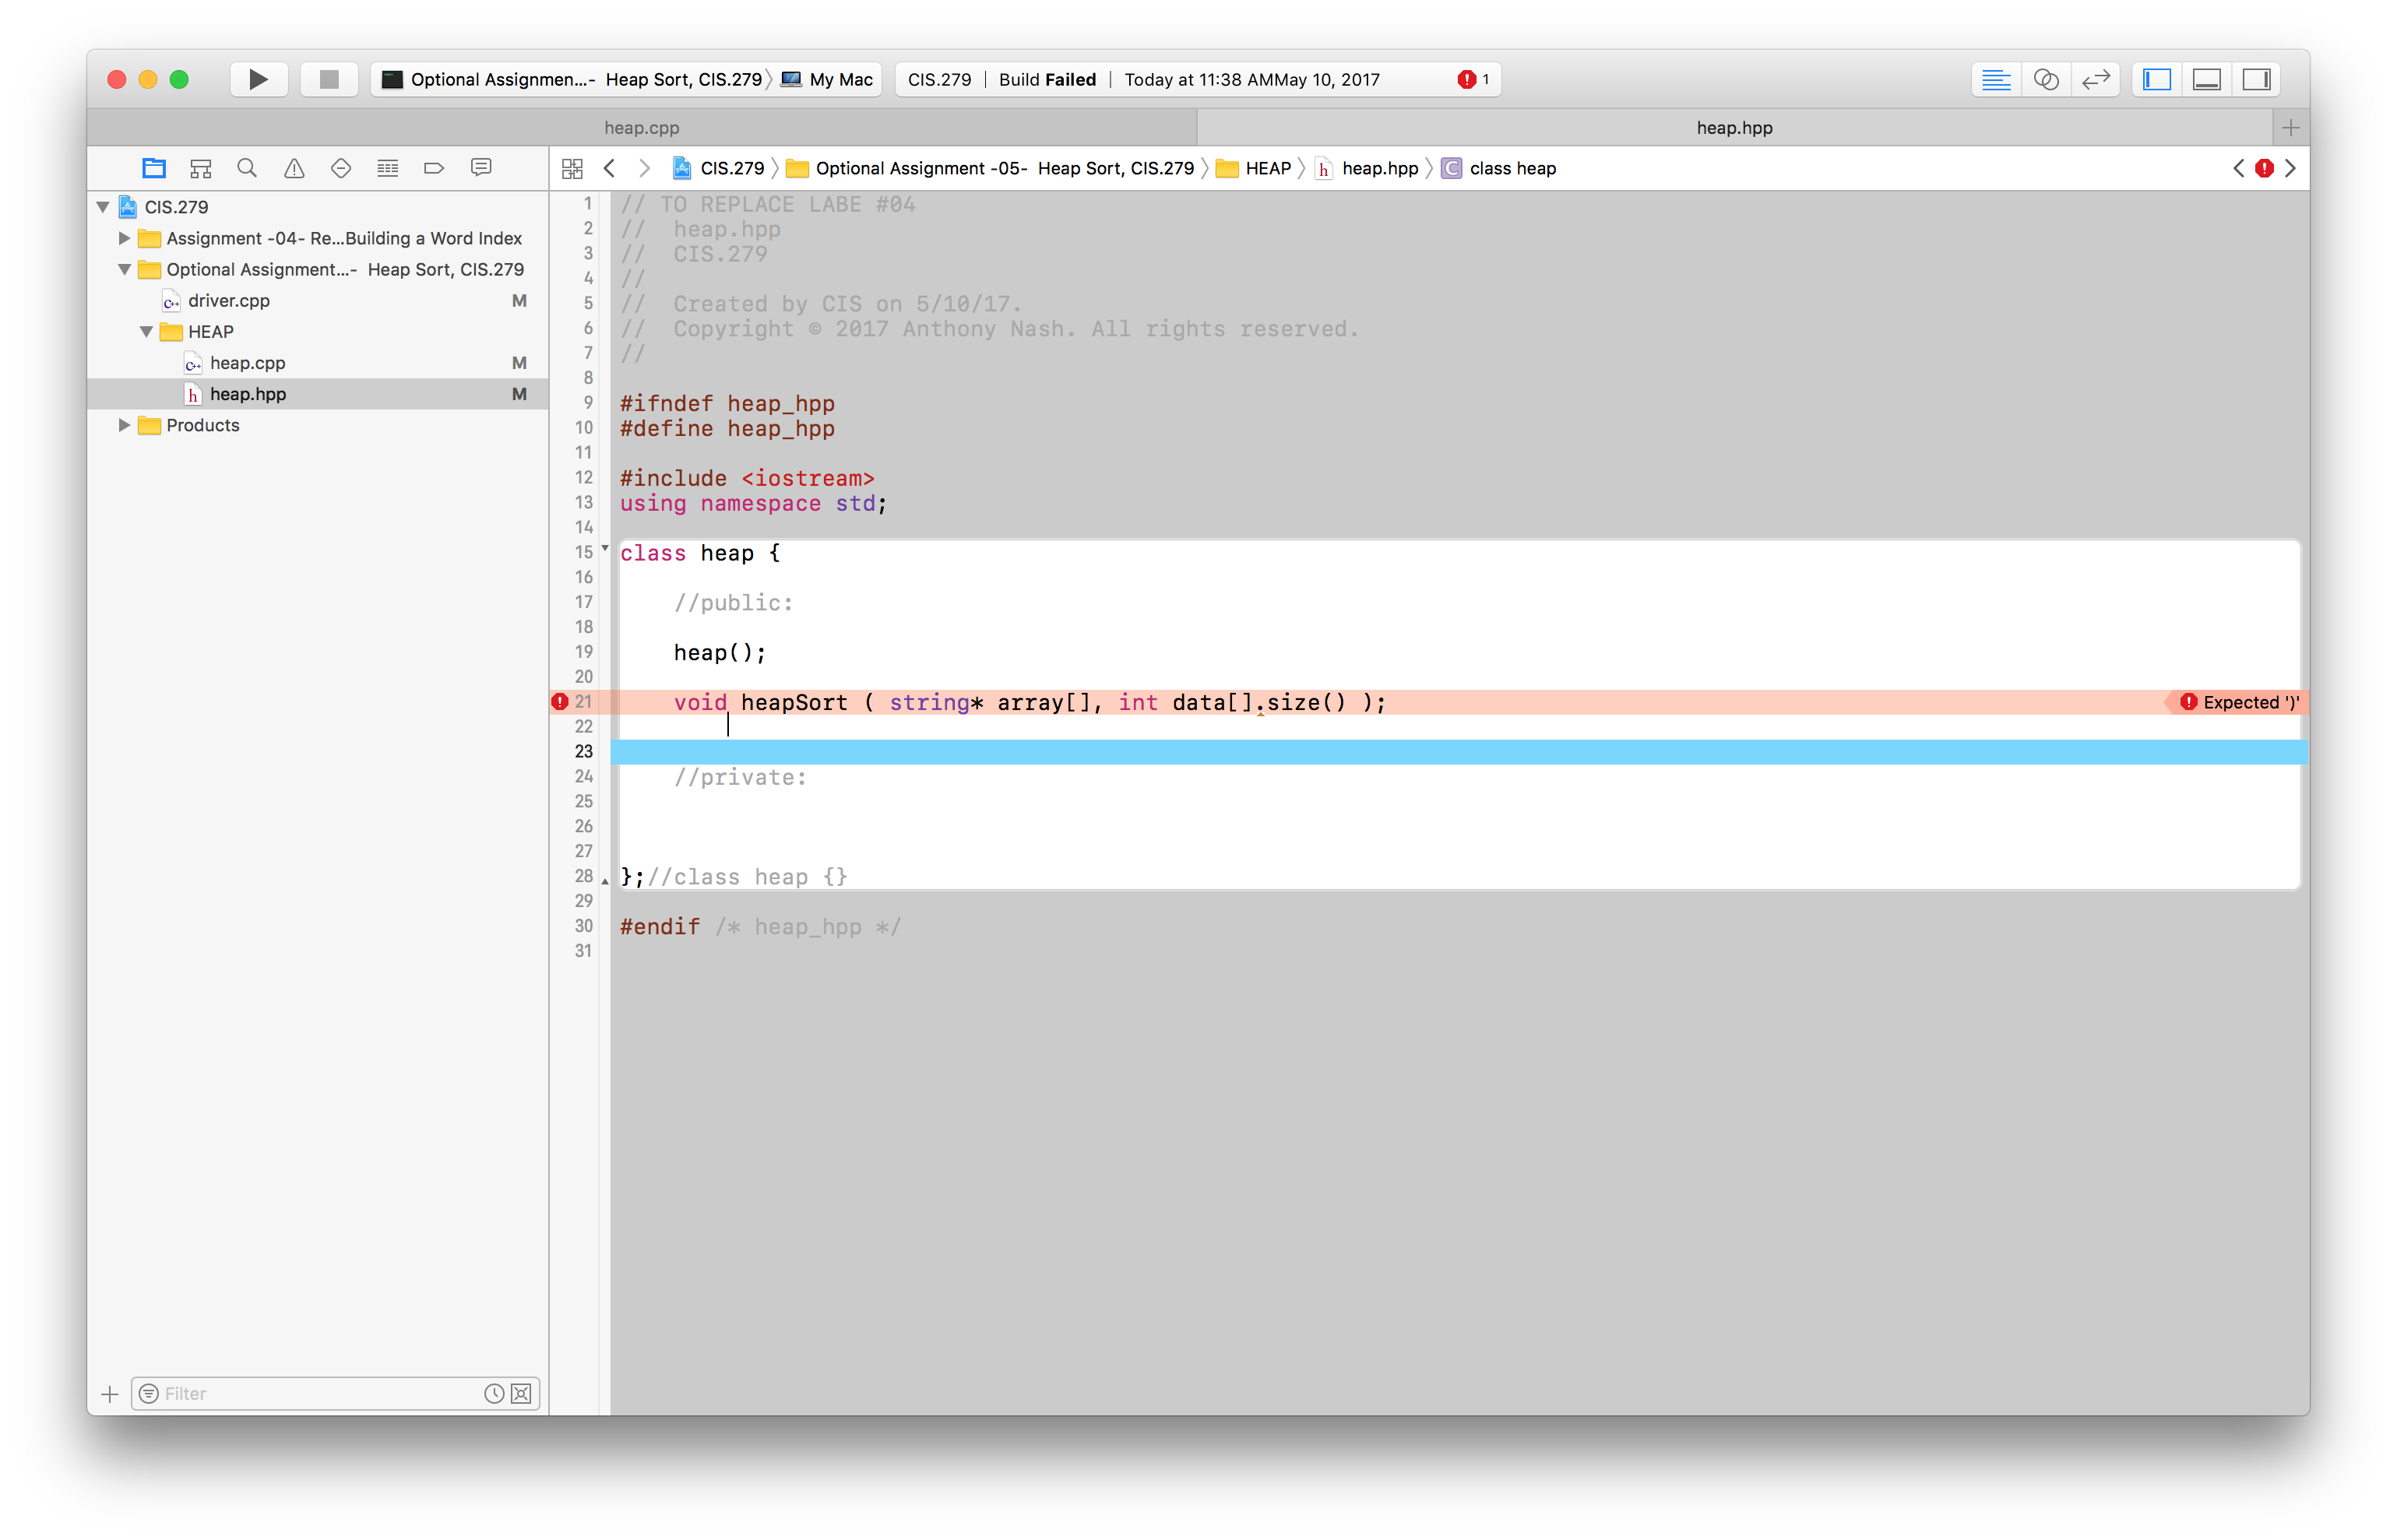 Optional Assignmen...- Heap Sort, CIS.279 〉 My Mac
CIS.279 | Build Failed | Today at 11:38 AMMay 10, 2017 1
heap.cpp
heap.hpp
CIS.279 〉 Optional Assignment -05- Heap Sort, CIS.279 〉 HEAP 〉 heap.hpp 〉 C class heap
CIS.279
Assignment -04- Re...Building a Word Index
Optional Assignment...- Heap Sort, CIS.279
driver.cpp M
HEAP
heap.cpp M
heap.hpp M
Products
Filter
1 // TO REPLACE LABE #04
2 //  heap.hpp
3 //  CIS.279
4 //
5 //  Created by CIS on 5/10/17.
6 //  Copyright © 2017 Anthony Nash. All rights reserved.
7 //
8
9 #ifndef heap_hpp
10 #define heap_hpp
11
12 #include <iostream>
13 using namespace std;
14
15 class heap {
16
17     //public:
18
19     heap();
20
21     void heapSort ( string* array[], int data[].size() ); Expected ')'
22
23
24     //private:
25
26
27
28 };//class heap {}
29
30 #endif /* heap_hpp */
31